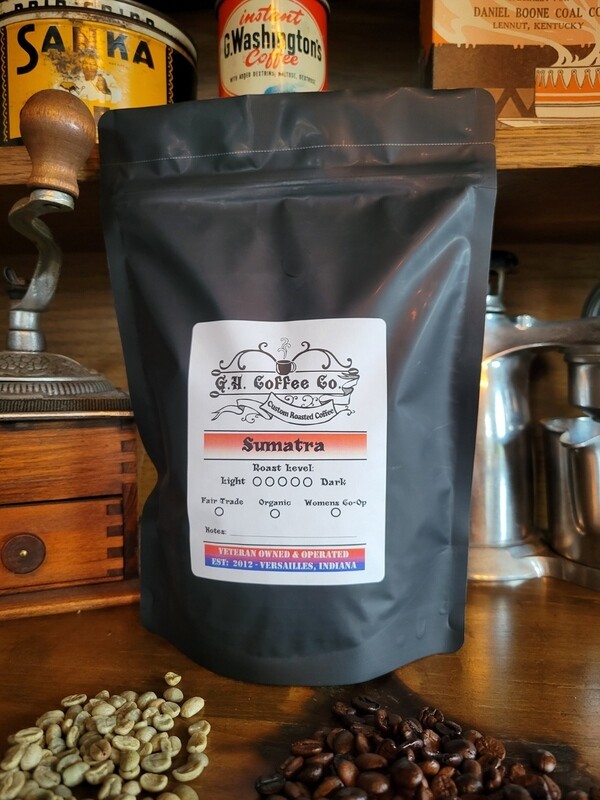 SANKA
instant
G.Washington's
Coffee
DANIEL BOONE COAL CO
LENNUT, KENTUCKY
G.H. Coffee Co.
Custom Roasted Coffee
Sumatra
Roast Level:
Light Dark
Fair Trade Organic Womens Co-Op
Notes:
VETERAN OWNED & OPERATED
EST: 2012 - VERSAILLES, INDIANA